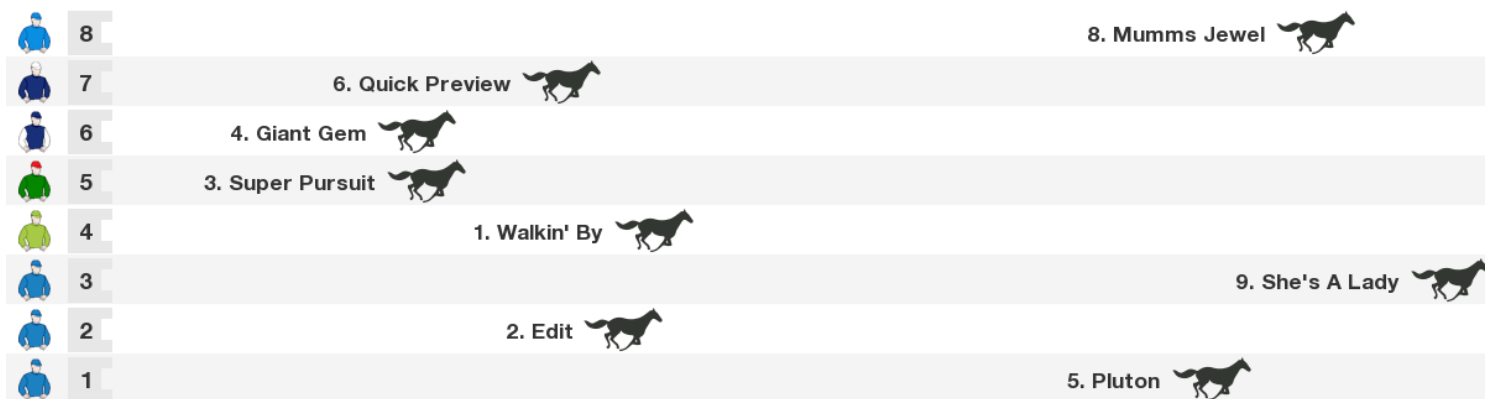 8 8. Mumms Jewel
7 6. Quick Preview
6 4. Giant Gem
5 3. Super Pursuit
4 1. Walkin' By
3 9. She's A Lady
2 2. Edit
1 5. Pluton